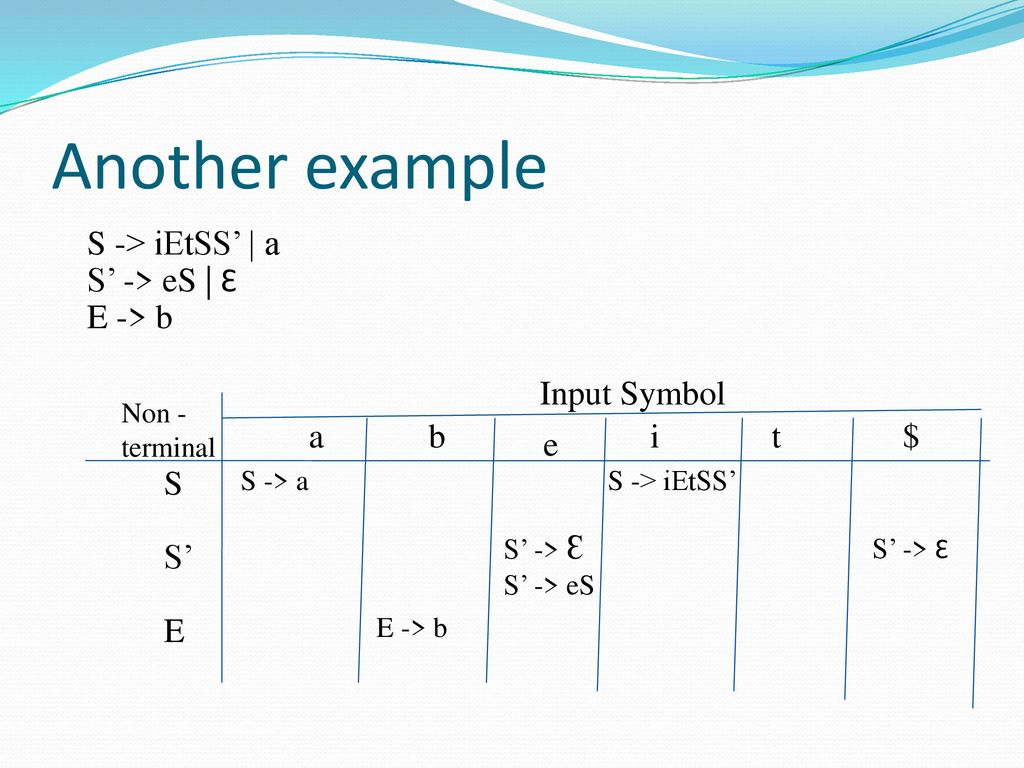 Another example
S -> iEtSS’ | a
S’ -> eS | Ɛ
E -> b
Input Symbol
Non -
terminal
a b e i t $
S S -> a S -> iEtSS’
S’ S’ -> Ɛ S’ -> Ɛ
S’ -> eS
E E -> b